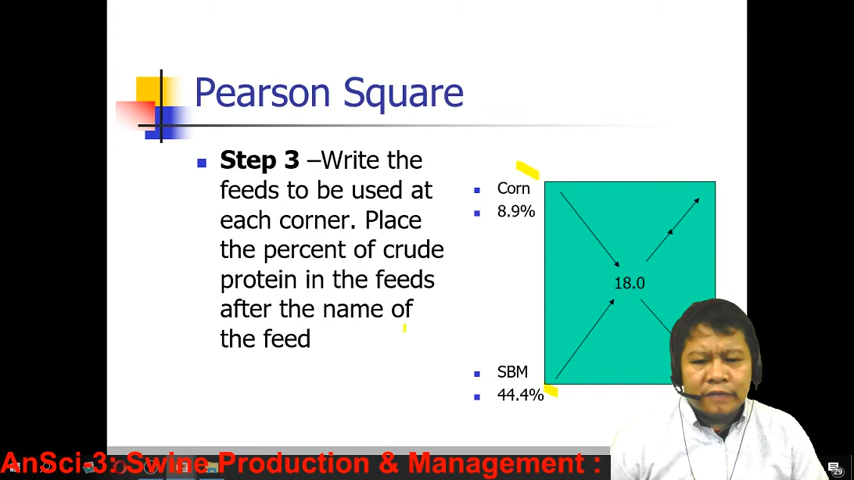 Pearson Square
Step 3 –Write the
feeds to be used at
each corner. Place
the percent of crude
protein in the feeds
after the name of
the feed
Corn
8.9%
18.0
SBM
44.4%
AnSci 3: Swine Production & Management :
29